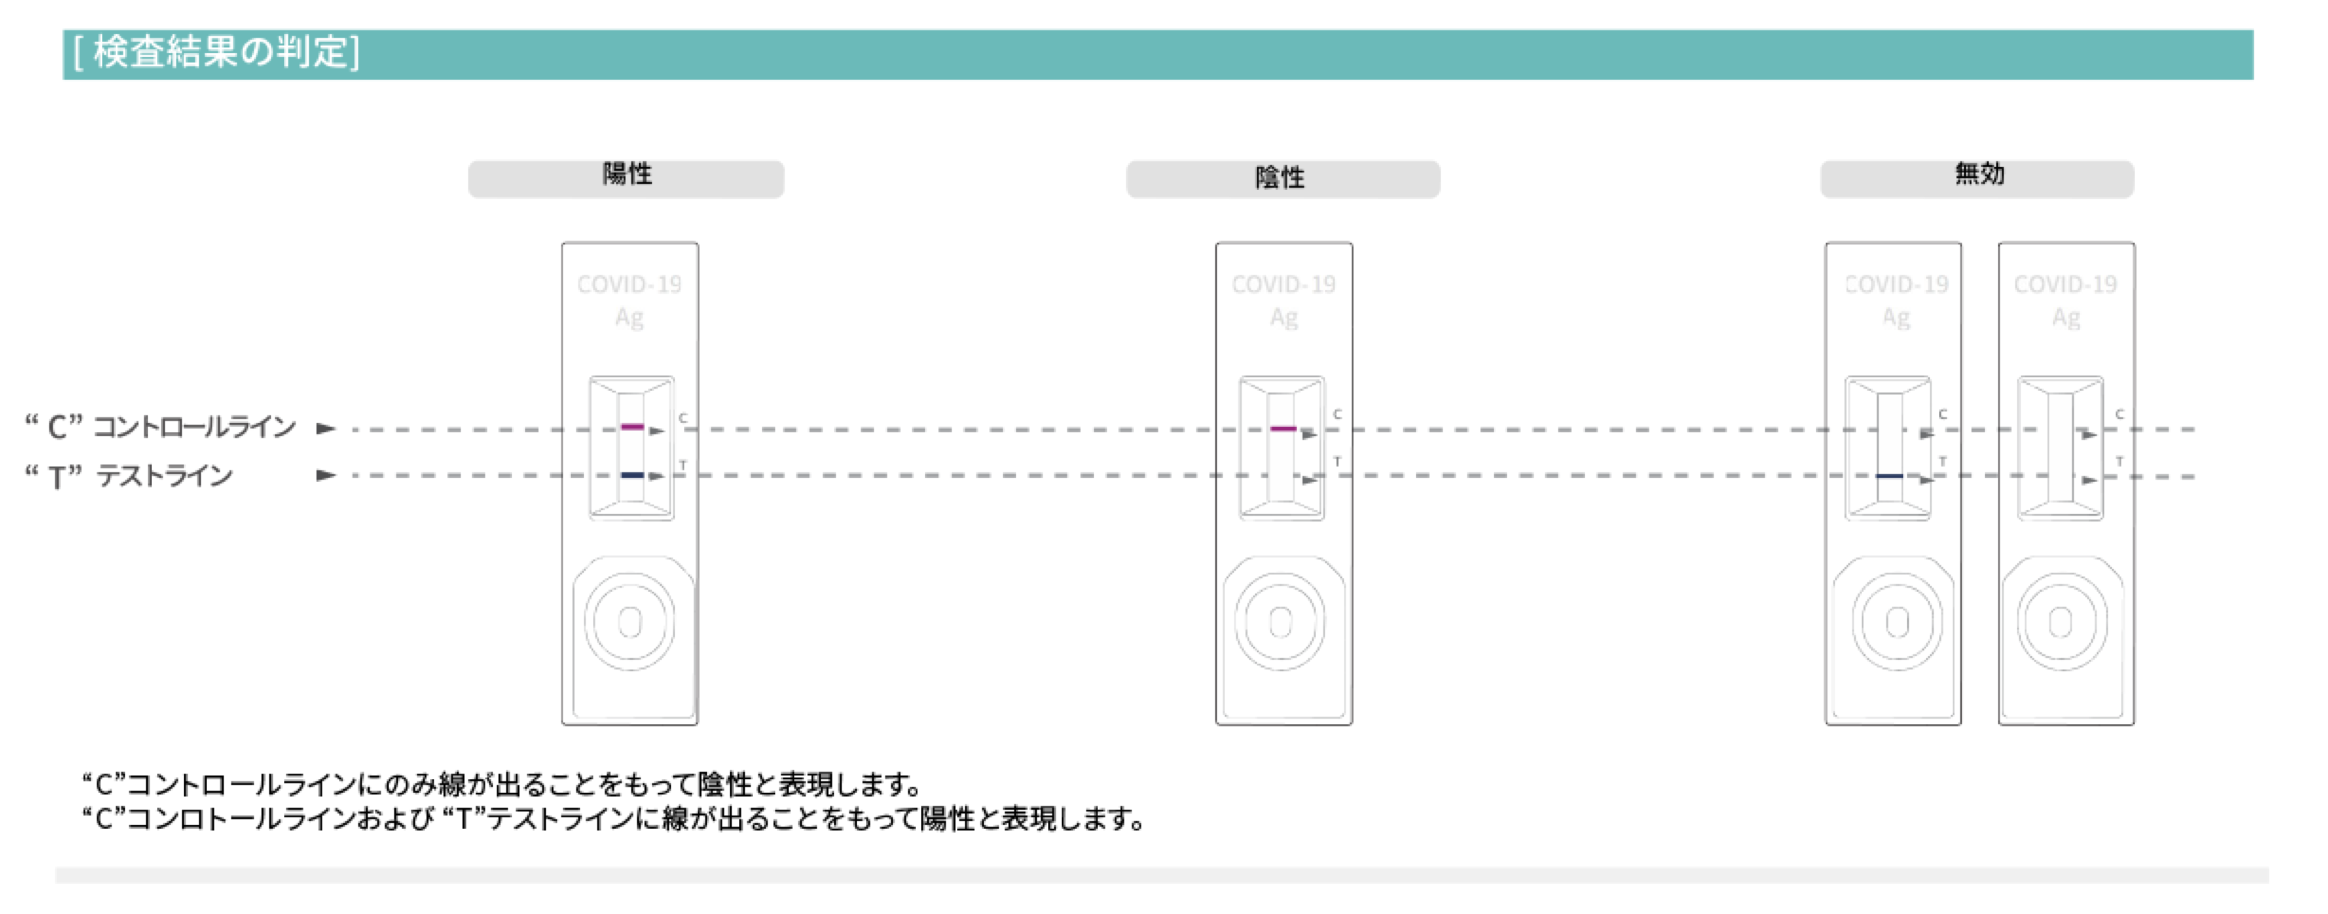 [ 検査結果の判定]
陽性 陰性 無効
COVID-19 COVID-19 COVID-19 COVID-19
Ag Ag Ag Ag
“ C” コントロールライン C C C C
“ T” テストライン T T T T
“C”コントロールラインにのみ線が出ることをもって陰性と表現します。
“C”コンロトールラインおよび “T”テストラインに線が出ることをもって陽性と表現します。